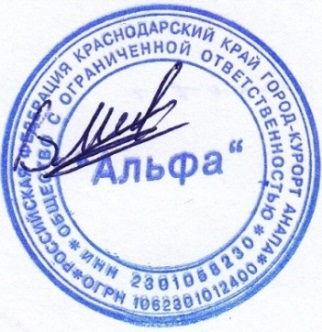 РОССИЙСКАЯ ФЕДЕРАЦИЯ КРАСНОДАРСКИЙ КРАЙ ГОРОД-КУРОРТ АНАПА
* ОГРН 1062301012400 *
ОБЩЕСТВО С ОГРАНИЧЕННОЙ ОТВЕТСТВЕННОСТЬЮ
* ИНН 2301058230 *
"Альфа"